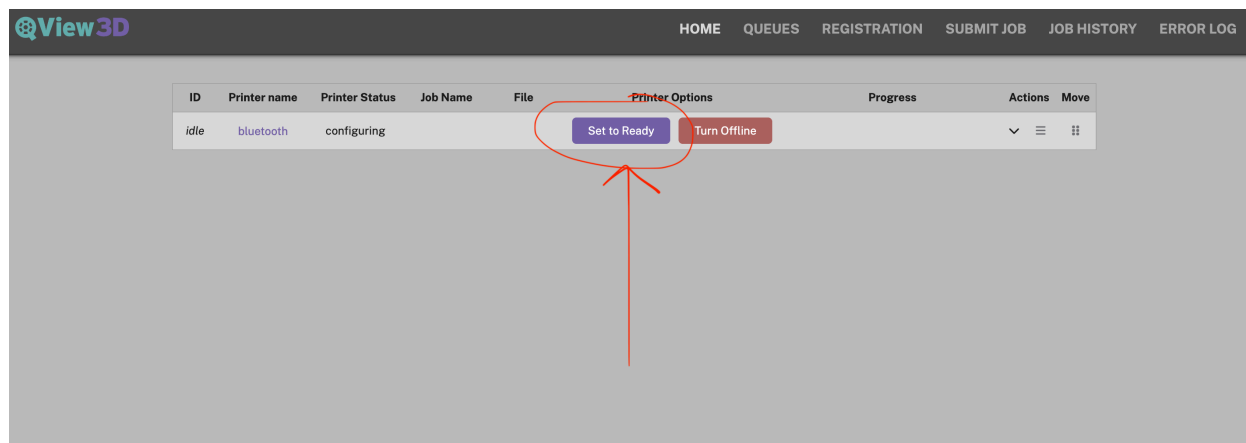 QView3D HOME QUEUES REGISTRATION SUBMIT JOB JOB HISTORY ERROR LOG
ID Printer name Printer Status Job Name File Printer Options Progress Actions Move
idle bluetooth configuring Set to Ready Turn Offline